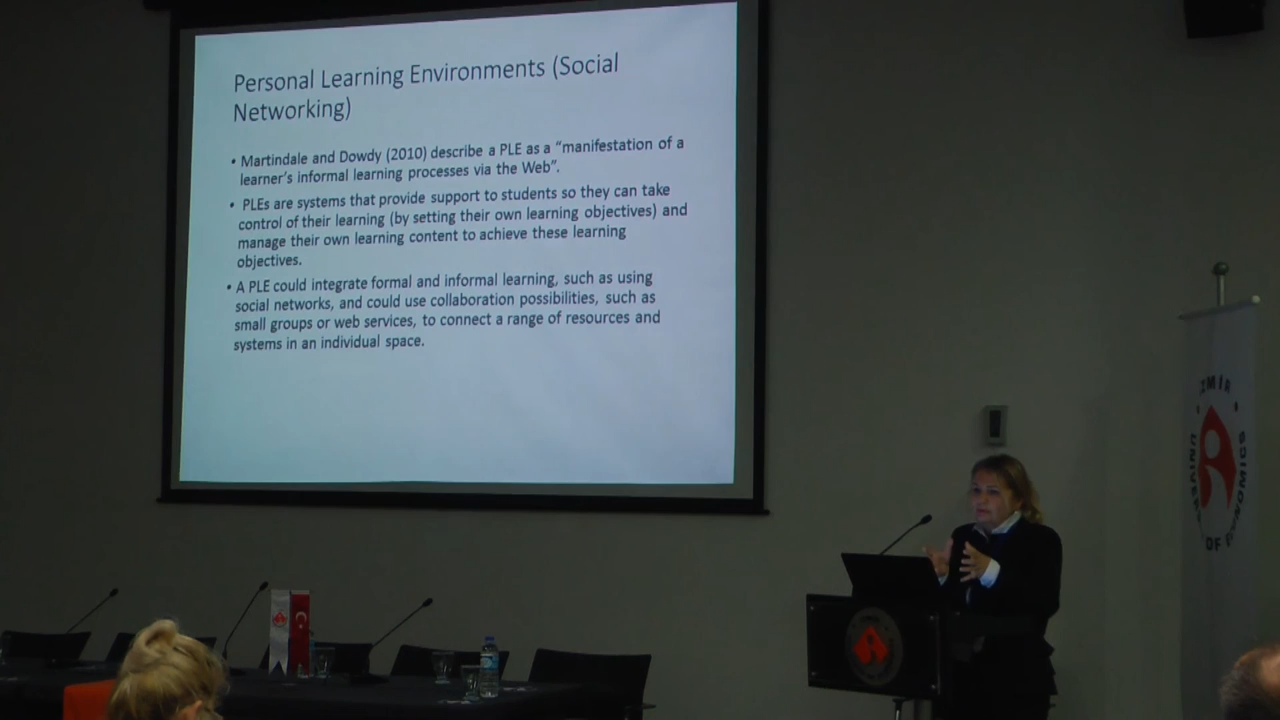 Personal Learning Environments (Social
Networking)
• Martindale and Dowdy (2010) describe a PLE as a “manifestation of a
learner’s informal learning processes via the Web”.
• PLEs are systems that provide support to students so they can take
control of their learning (by setting their own learning objectives) and
manage their own learning content to achieve these learning
objectives.
• A PLE could integrate formal and informal learning, such as using
social networks, and could use collaboration possibilities, such as
small groups or web services, to connect a range of resources and
systems in an individual space.
IZMIR
UNIVERSITY
OF ECONOMICS